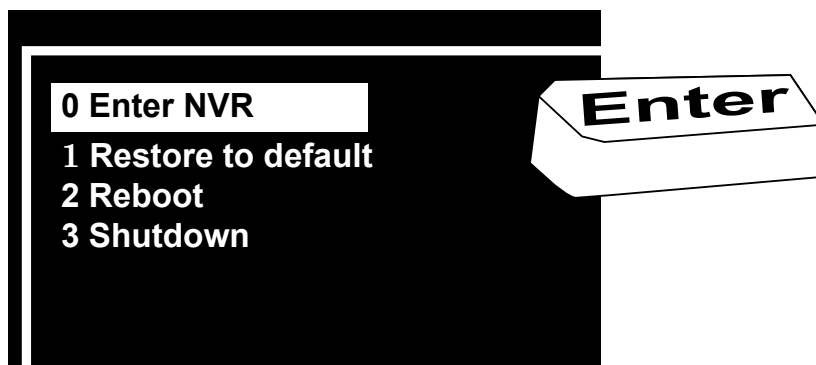 0 Enter NVR
Enter
1 Restore to default
2 Reboot
3 Shutdown